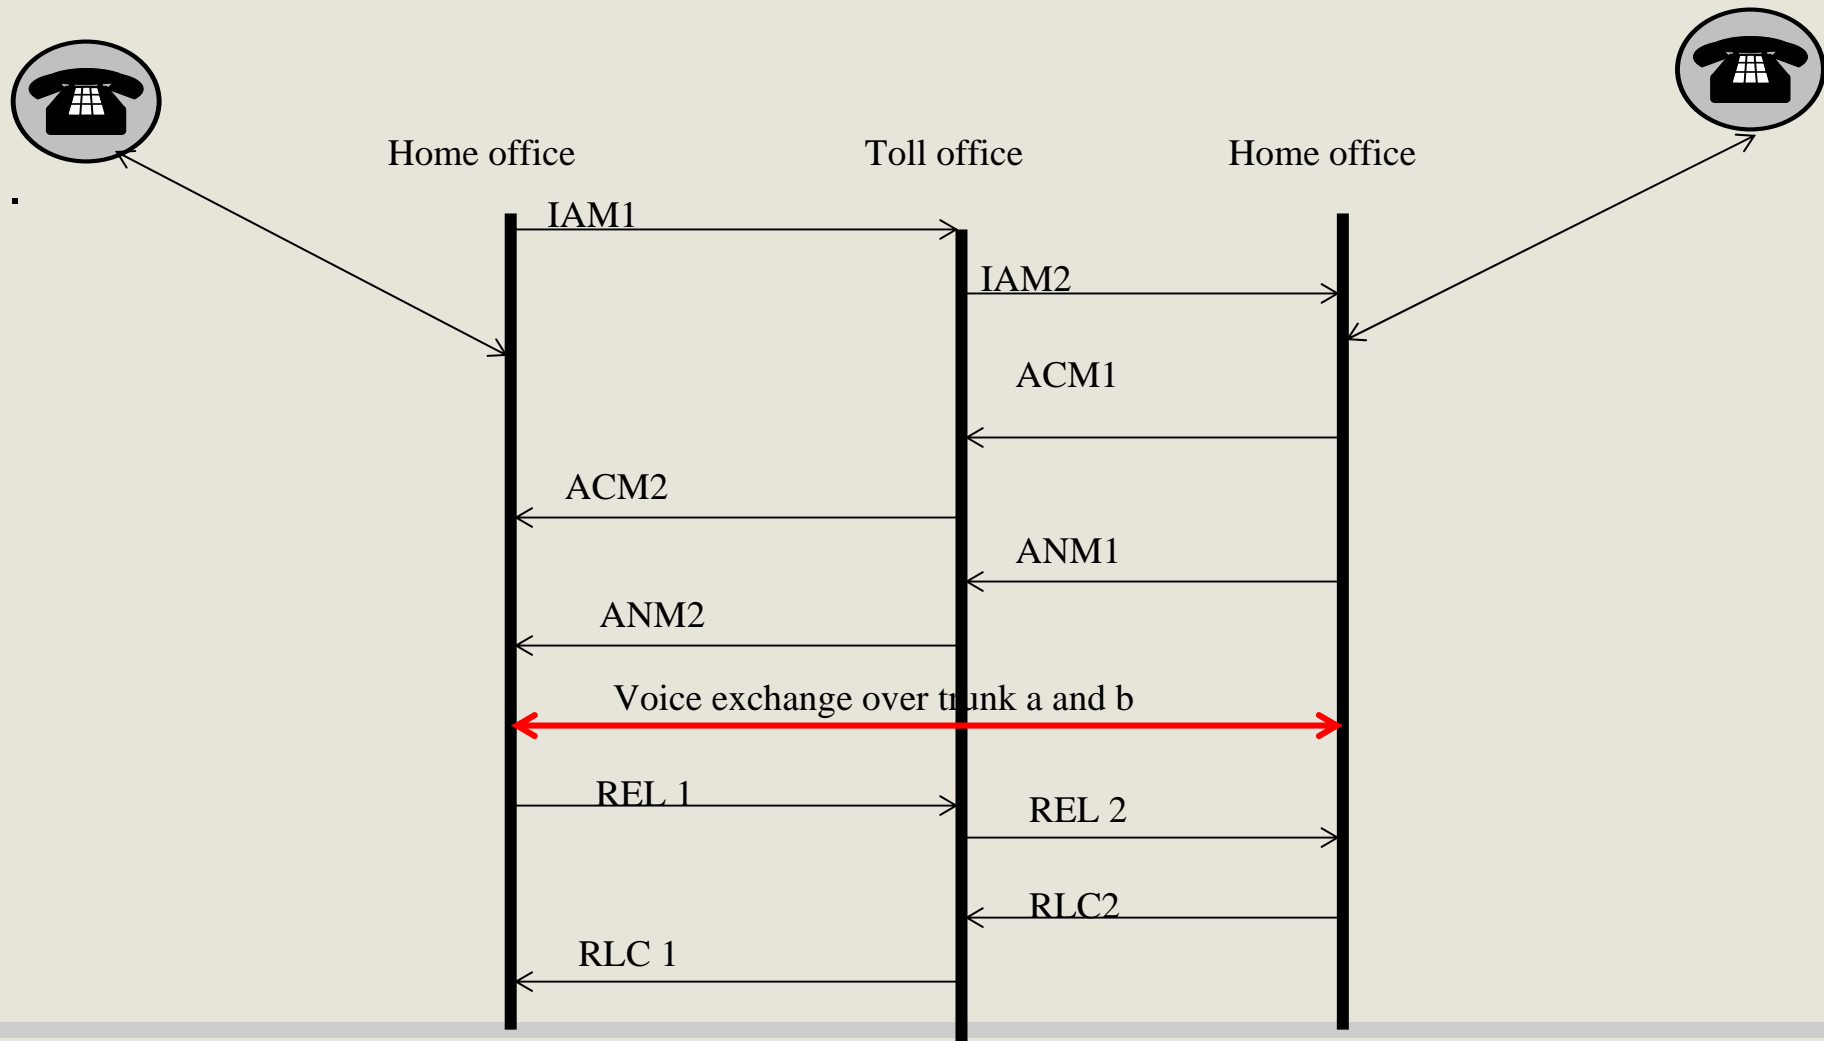 Home office
Toll office
Home office
IAM1
IAM2
ACM1
ACM2
ANM1
ANM2
Voice exchange over trunk a and b
REL 1
REL 2
RLC2
RLC 1